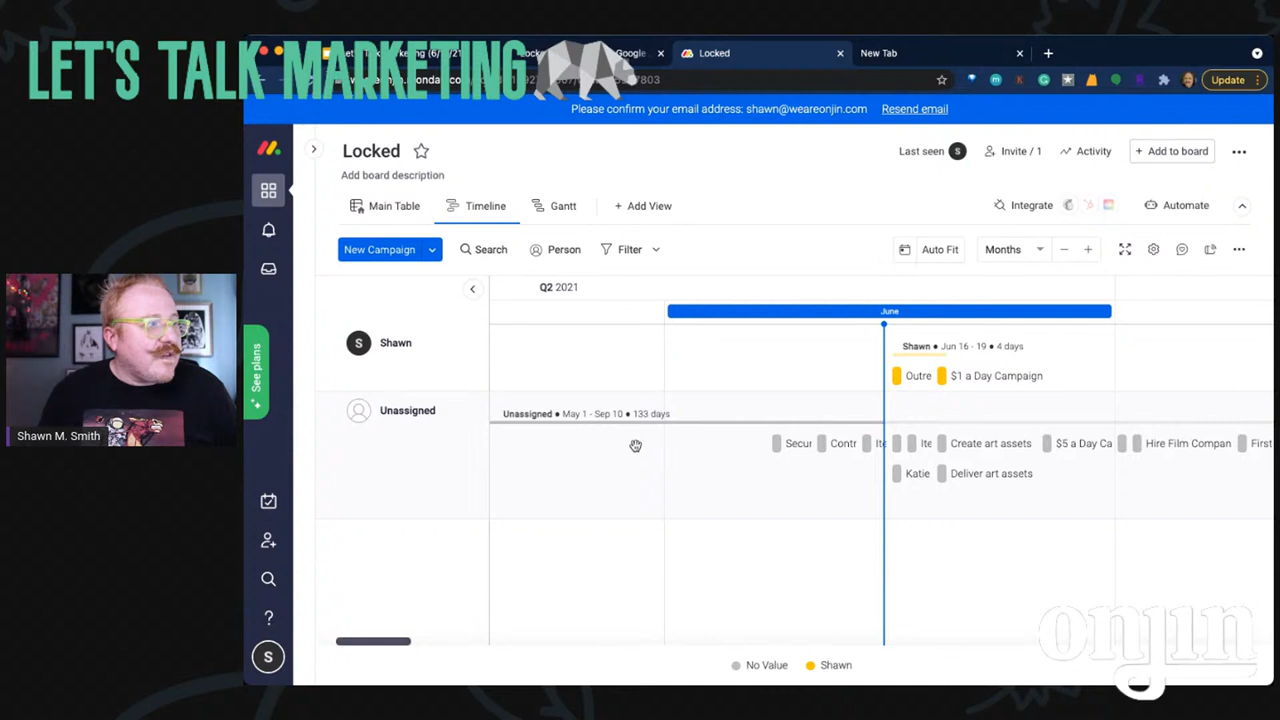 LET'S TALK MARKETING
Google
Locked
New Tab
Update
Please confirm your email address: shawn@weareonjin.com Resend email
Locked
Last seen S Invite / 1 Activity + Add to board
Add board description
Main Table Timeline Gantt + Add View
Integrate Automate
New Campaign Search Person Filter
Auto Fit Months
Q2 2021
June
S Shawn
Shawn • Jun 16 - 19 • 4 days
Outre $1 a Day Campaign
Unassigned
Unassigned • May 1 - Sep 10 • 133 days
Secur Contr Ite Ite Create art assets $5 a Day Ca Hire Film Compan First
Katie Deliver art assets
See plans
Shawn M. Smith
S
No Value Shawn
onjin